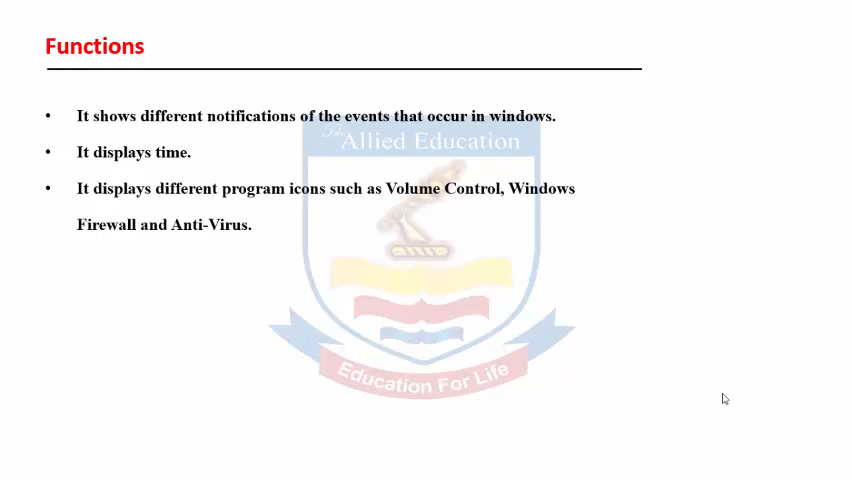 Functions
• It shows different notifications of the events that occur in windows.
• It displays time.
• It displays different program icons such as Volume Control, Windows
Firewall and Anti-Virus.
The
Allied Education
Education For Life